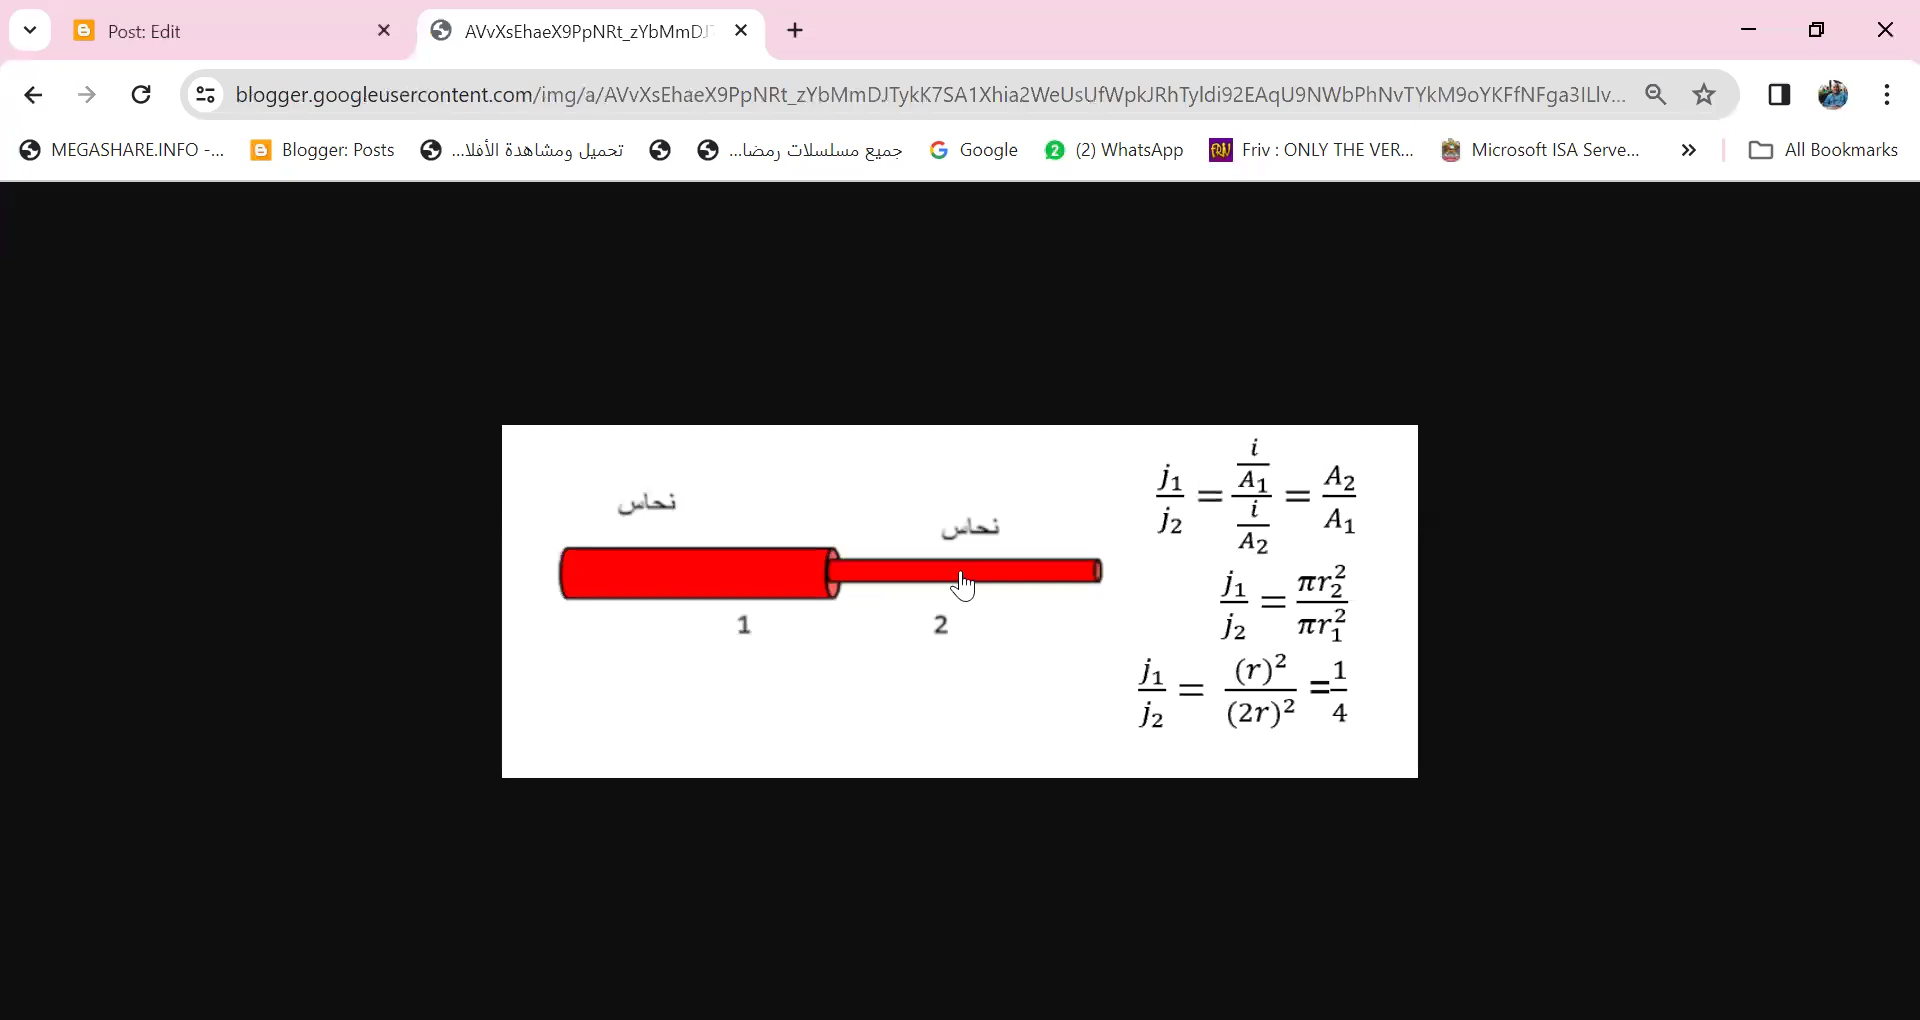 Post: Edit
AVvXsEhaeX9PpNRt_zYbMmDJ
blogger.googleusercontent.com/img/a/AVvXsEhaeX9PpNRt_zYbMmDJTykK7SA1Xhia2WeUsUfWpkJRhTyldi92EAqU9NWbPhNvTYkM9oYKFfNFga3ILlv...
MEGASHARE.INFO -...
Blogger: Posts
تحميل ومشاهدة الأفلا...
جميع مسلسلات رمضا...
Google
2 (2) WhatsApp
Friv : ONLY THE VER...
Microsoft ISA Serve...
All Bookmarks
نحاس
نحاس
1
2
j₁/j₂ = (i/A₁)/(i/A₂) = A₂/A₁
j₁/j₂ = πr₂²/πr₁²
j₁/j₂ = (r)²/(2r)² = 1/4